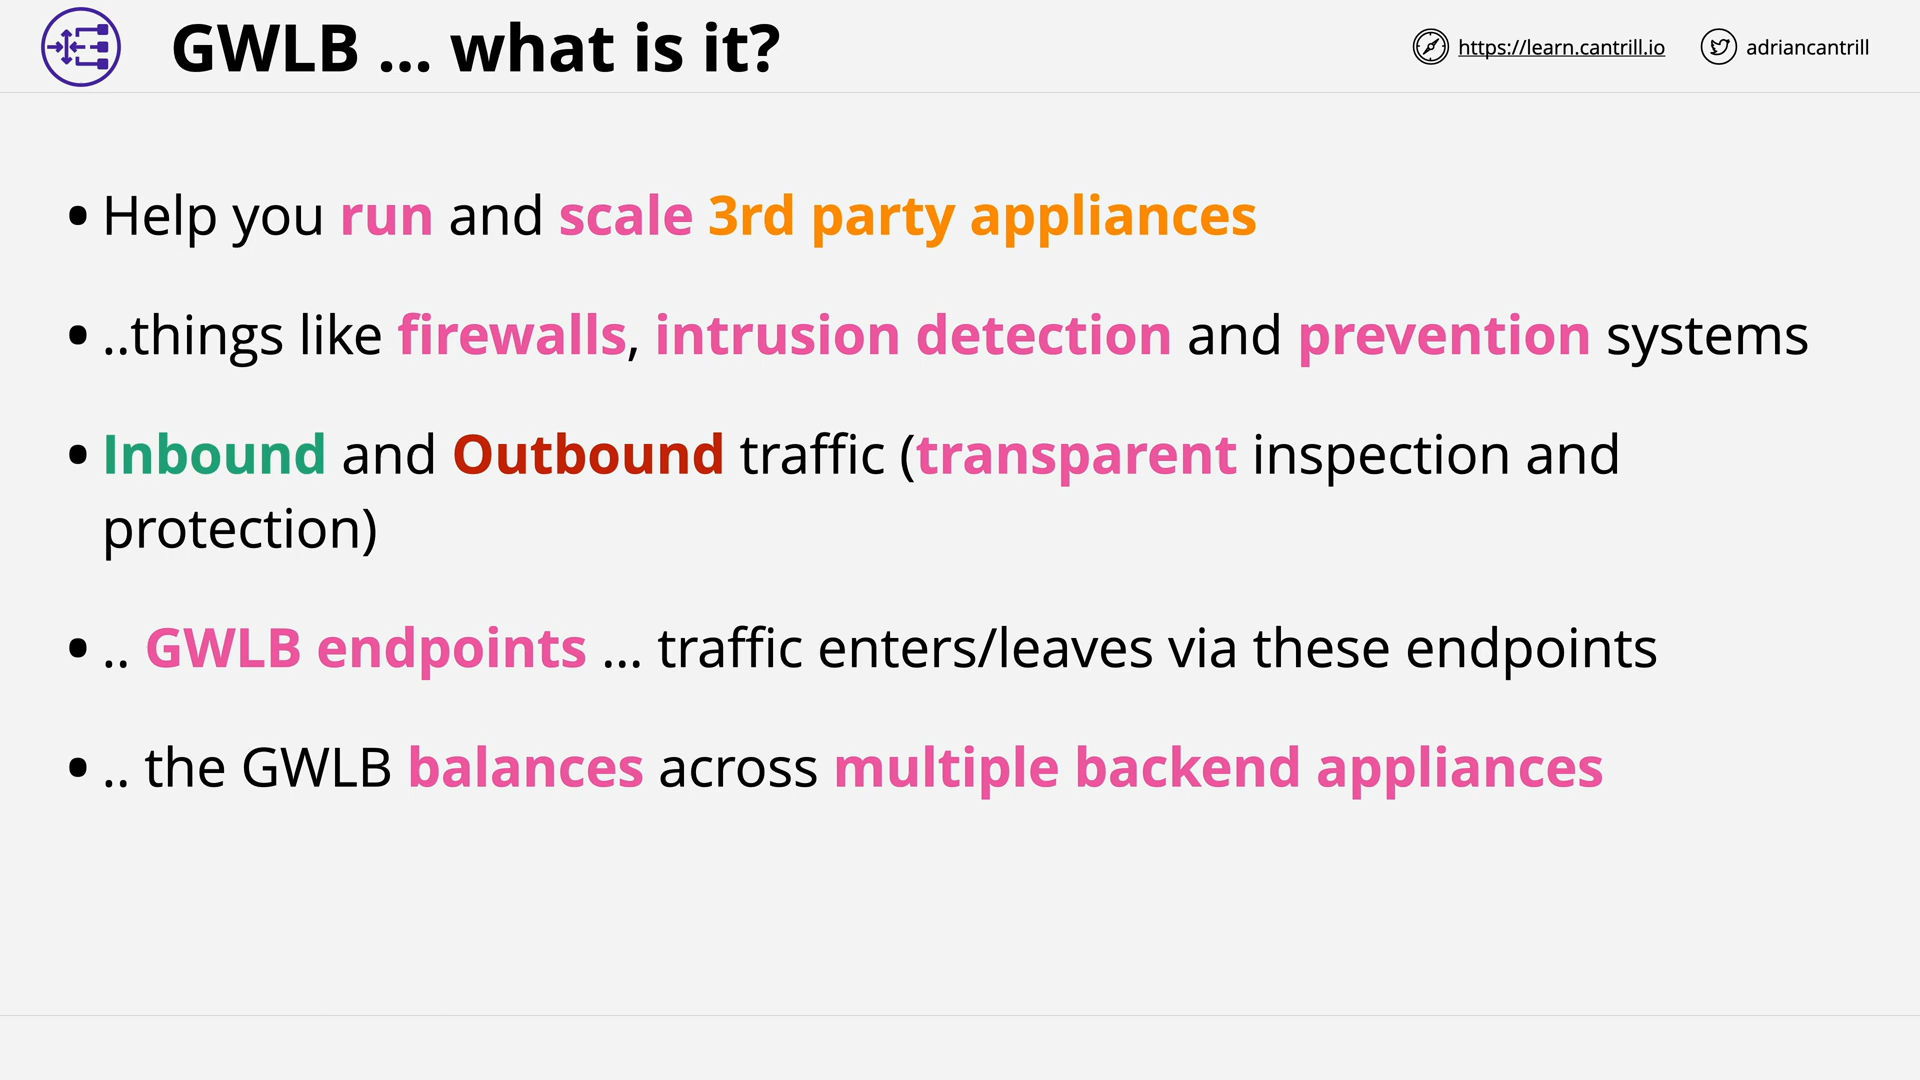 GWLB ... what is it?
https://learn.cantrill.io
adriancantrill
• Help you run and scale 3rd party appliances
• ..things like firewalls, intrusion detection and prevention systems
• Inbound and Outbound traffic (transparent inspection and
protection)
• .. GWLB endpoints ... traffic enters/leaves via these endpoints
• .. the GWLB balances across multiple backend appliances